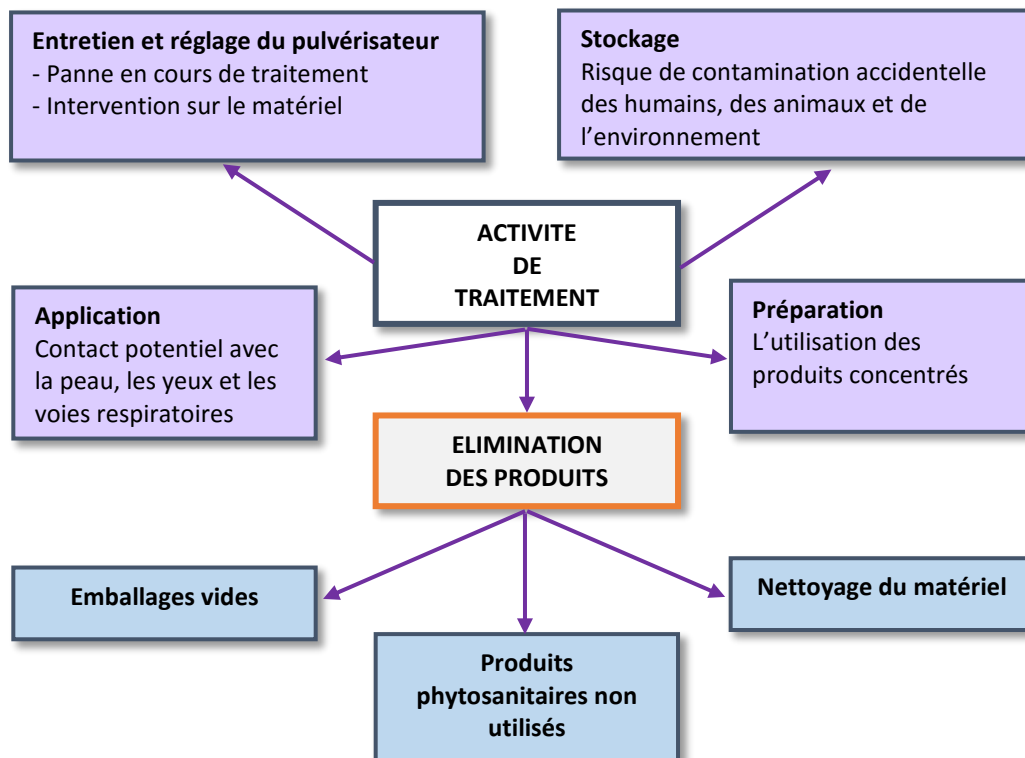 Entretien et réglage du pulvérisateur
- Panne en cours de traitement
- Intervention sur le matériel
Stockage
Risque de contamination accidentelle
des humains, des animaux et de
l’environnement
ACTIVITE
DE
TRAITEMENT
Application
Contact potentiel avec
la peau, les yeux et les
voies respiratoires
Préparation
L’utilisation des
produits concentrés
ELIMINATION
DES PRODUITS
Emballages vides
Nettoyage du matériel
Produits
phytosanitaires non
utilisés